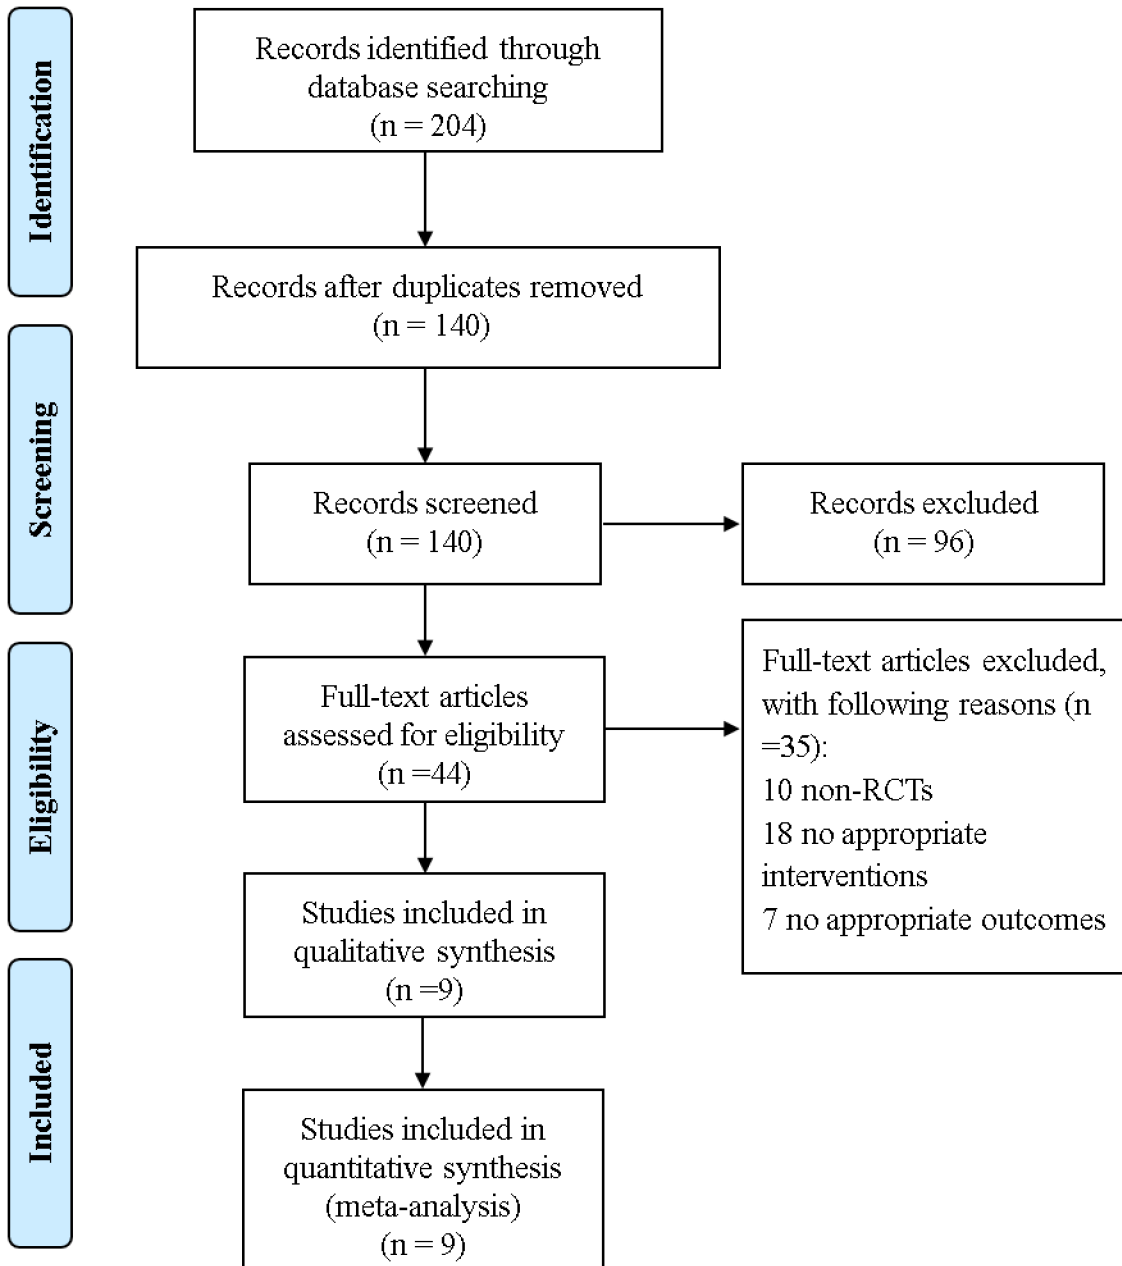 Identification
Records identified through
database searching
(n = 204)
Records after duplicates removed
(n = 140)
Screening
Records screened
(n = 140)
Records excluded
(n = 96)
Eligibility
Full-text articles
assessed for eligibility
(n =44)
Full-text articles excluded,
with following reasons (n
=35):
10 non-RCTs
18 no appropriate
interventions
7 no appropriate outcomes
Studies included in
qualitative synthesis
(n =9)
Included
Studies included in
quantitative synthesis
(meta-analysis)
(n = 9)